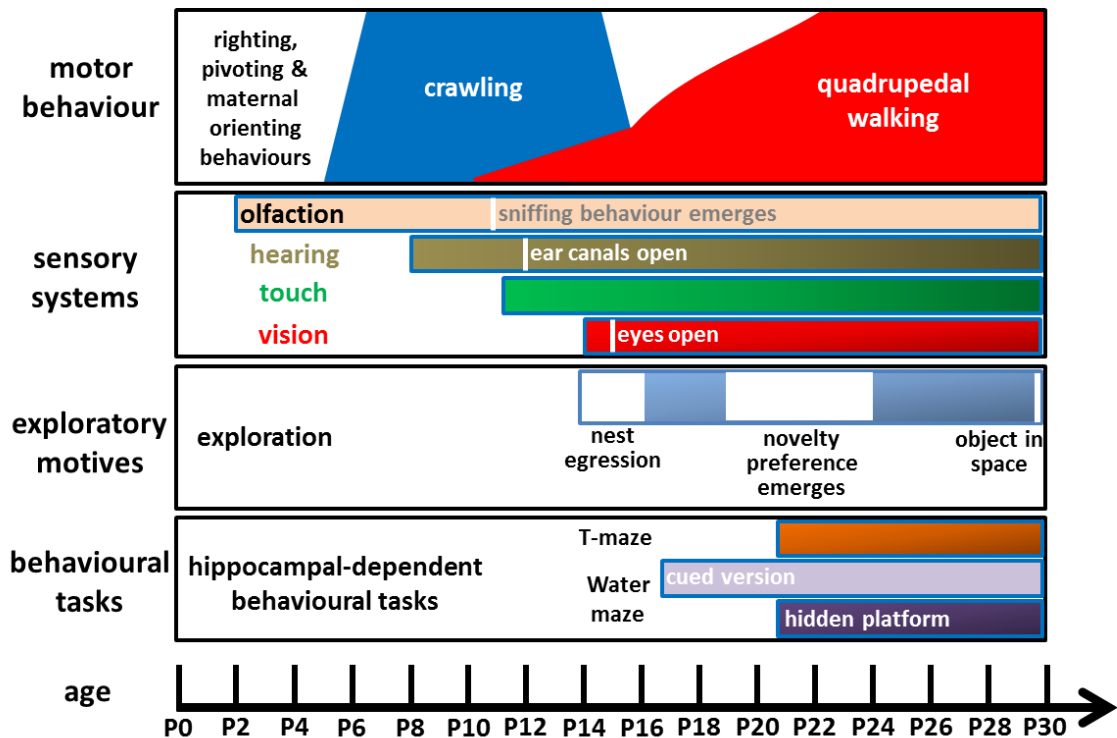 motor
behaviour
righting,
pivoting &
maternal
orienting
behaviours
crawling
quadrupedal
walking
sensory
systems
olfaction
sniffing behaviour emerges
hearing
ear canals open
touch
vision
eyes open
exploratory
motives
exploration
nest
egression
novelty
preference
emerges
object in
space
behavioural
tasks
hippocampal-dependent
behavioural tasks
T-maze
Water
maze
cued version
hidden platform
age
P0 P2 P4 P6 P8 P10 P12 P14 P16 P18 P20 P22 P24 P26 P28 P30